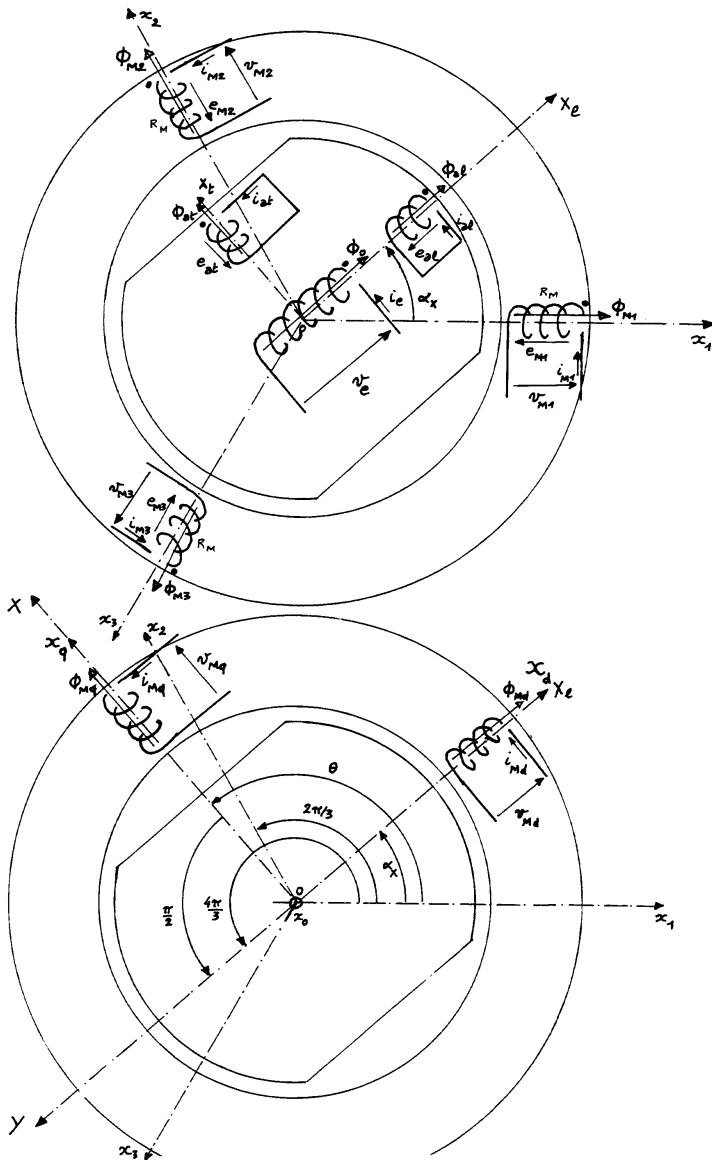 x₂
ϕM2
iM2
vM2
eM2
RM
Xℓ
Xt
ϕat
iat
eat
ϕaℓ
iaℓ
eaℓ
ϕo
ie
αx
ve
RM
ϕM1
eM1
x₁
iM1
vM1
vM3
eM3
iM3
RM
ϕM3
x₃
X
xq
x₂
ϕMq
iMq
vMq
xd
ϕMd
Xℓ
iMd
vMd
θ
2π/3
αx
π/2
4π/3
o
x₀
x₁
Y
x₃